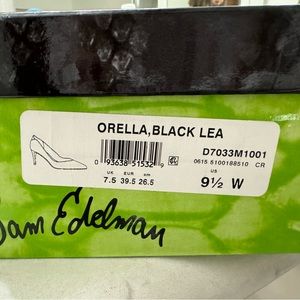 ORELLA,BLACK LEA
D7033M1001
0 93638 51532 9
0615 5100188510 CR
UK EUR cm US
7.5 39.5 26.5 9½ W
Sam Edelman